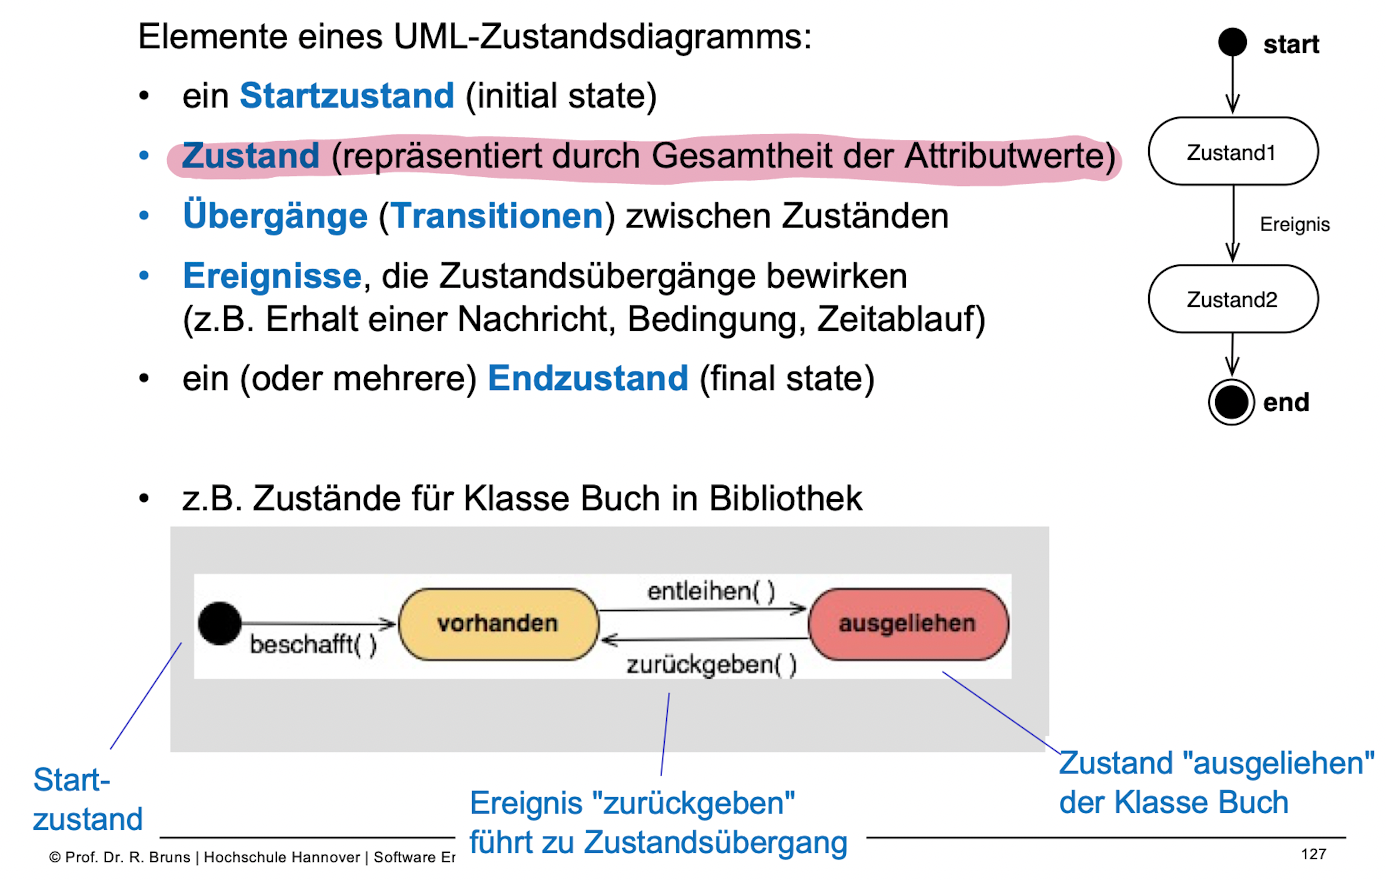 Elemente eines UML-Zustandsdiagramms:
• ein Startzustand (initial state)
• Zustand (repräsentiert durch Gesamtheit der Attributwerte)
• Übergänge (Transitionen) zwischen Zuständen
• Ereignisse, die Zustandsübergänge bewirken
(z.B. Erhalt einer Nachricht, Bedingung, Zeitablauf)
• ein (oder mehrere) Endzustand (final state)
start
Zustand1
Ereignis
Zustand2
end
• z.B. Zustände für Klasse Buch in Bibliothek
beschafft( )
vorhanden
entleihen( )
zurückgeben( )
ausgeliehen
Start-
zustand
Ereignis "zurückgeben"
führt zu Zustandsübergang
Zustand "ausgeliehen"
der Klasse Buch
© Prof. Dr. R. Bruns | Hochschule Hannover | Software
127